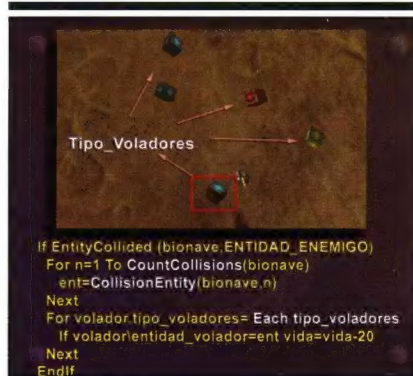 Tipo_Voladores
If EntityCollided (bionave,ENTIDAD_ENEMIGO)
For n=1 To CountCollisions(bionave)
ent=CollisionEntity(bionave,n)
Next
For volador.tipo_voladores= Each tipo_voladores
If volador\entidad_volador=ent vida=vida-20
Next
EndIf